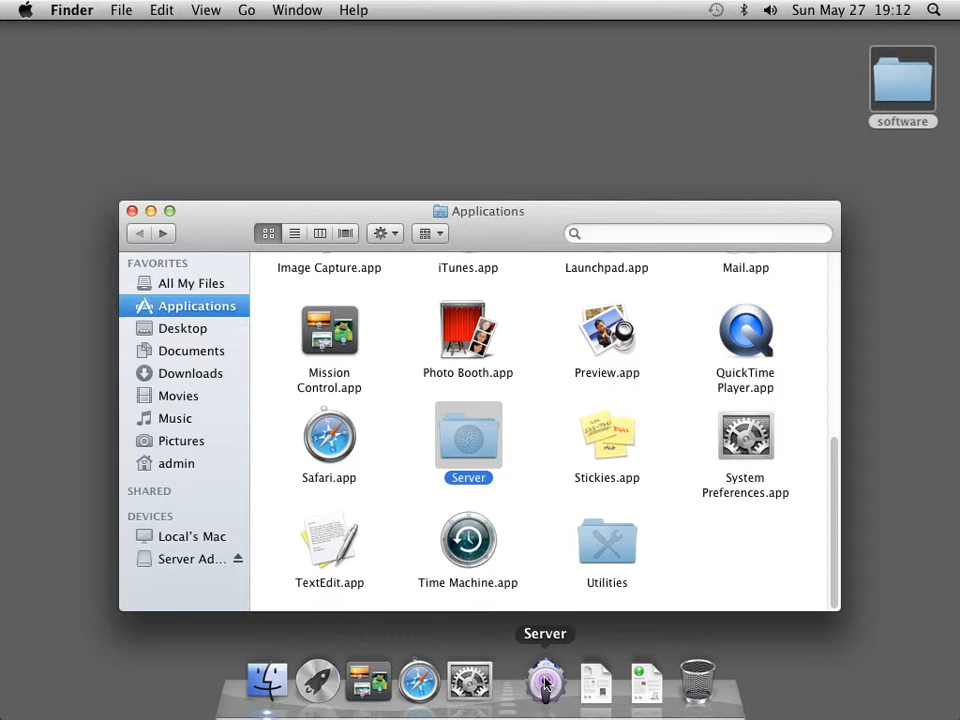 Finder File Edit View Go Window Help Sun May 27 19:12
software
Applications
FAVORITES
All My Files
Applications
Desktop
Documents
Downloads
Movies
Music
Pictures
admin
SHARED
DEVICES
Local's Mac
Server Ad...
Image Capture.app iTunes.app Launchpad.app Mail.app
Mission Control.app Photo Booth.app Preview.app QuickTime Player.app
Safari.app Server Stickies.app System Preferences.app
TextEdit.app Time Machine.app Utilities
Server